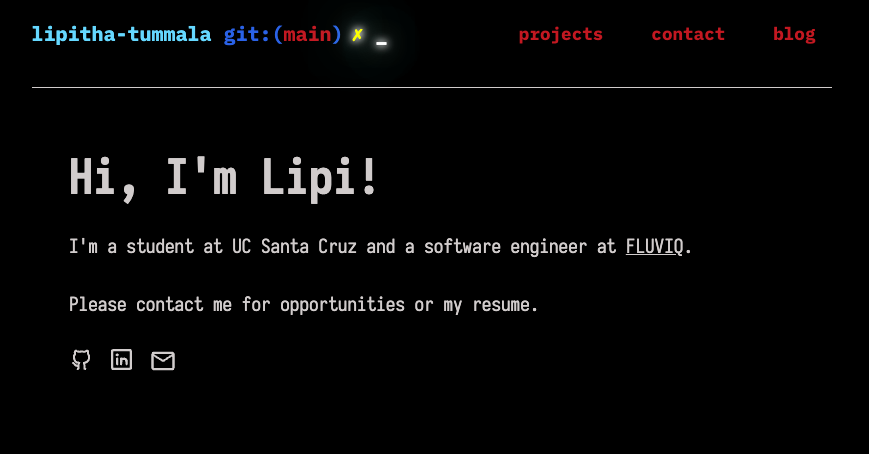 lipitha-tummala git:(main) ✗ _ projects contact blog
Hi, I'm Lipi!
I'm a student at UC Santa Cruz and a software engineer at FLUVIQ.
Please contact me for opportunities or my resume.
in